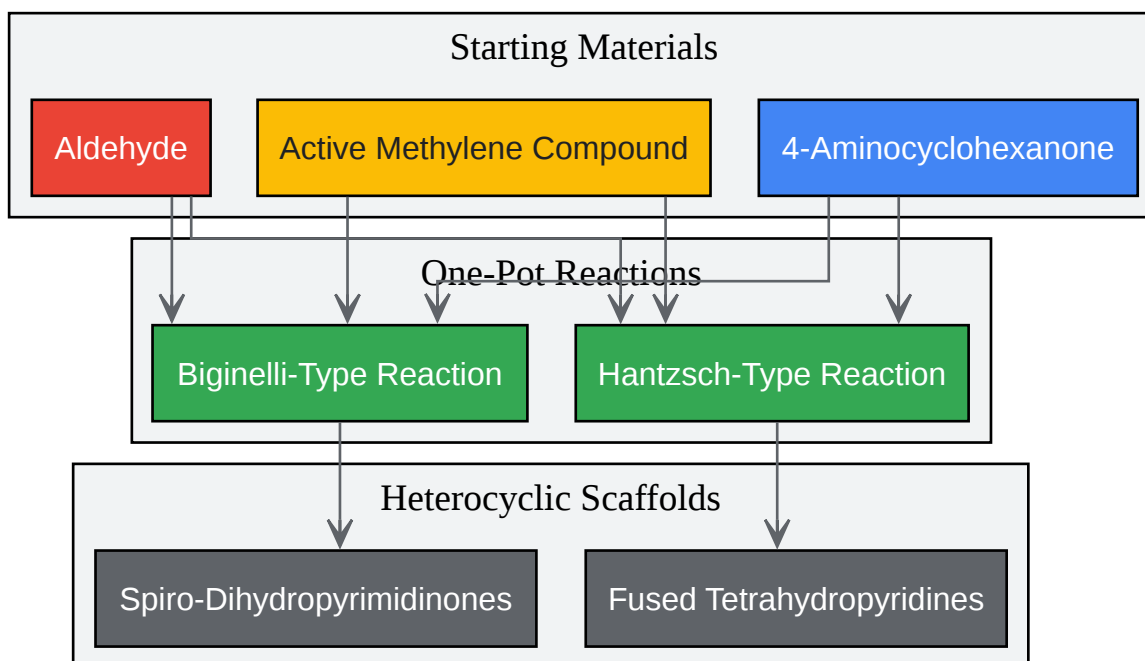 Starting Materials
Aldehyde
Active Methylene Compound
4-Aminocyclohexanone
One-Pot Reactions
Biginelli-Type Reaction
Hantzsch-Type Reaction
Heterocyclic Scaffolds
Spiro-Dihydropyrimidinones
Fused Tetrahydropyridines